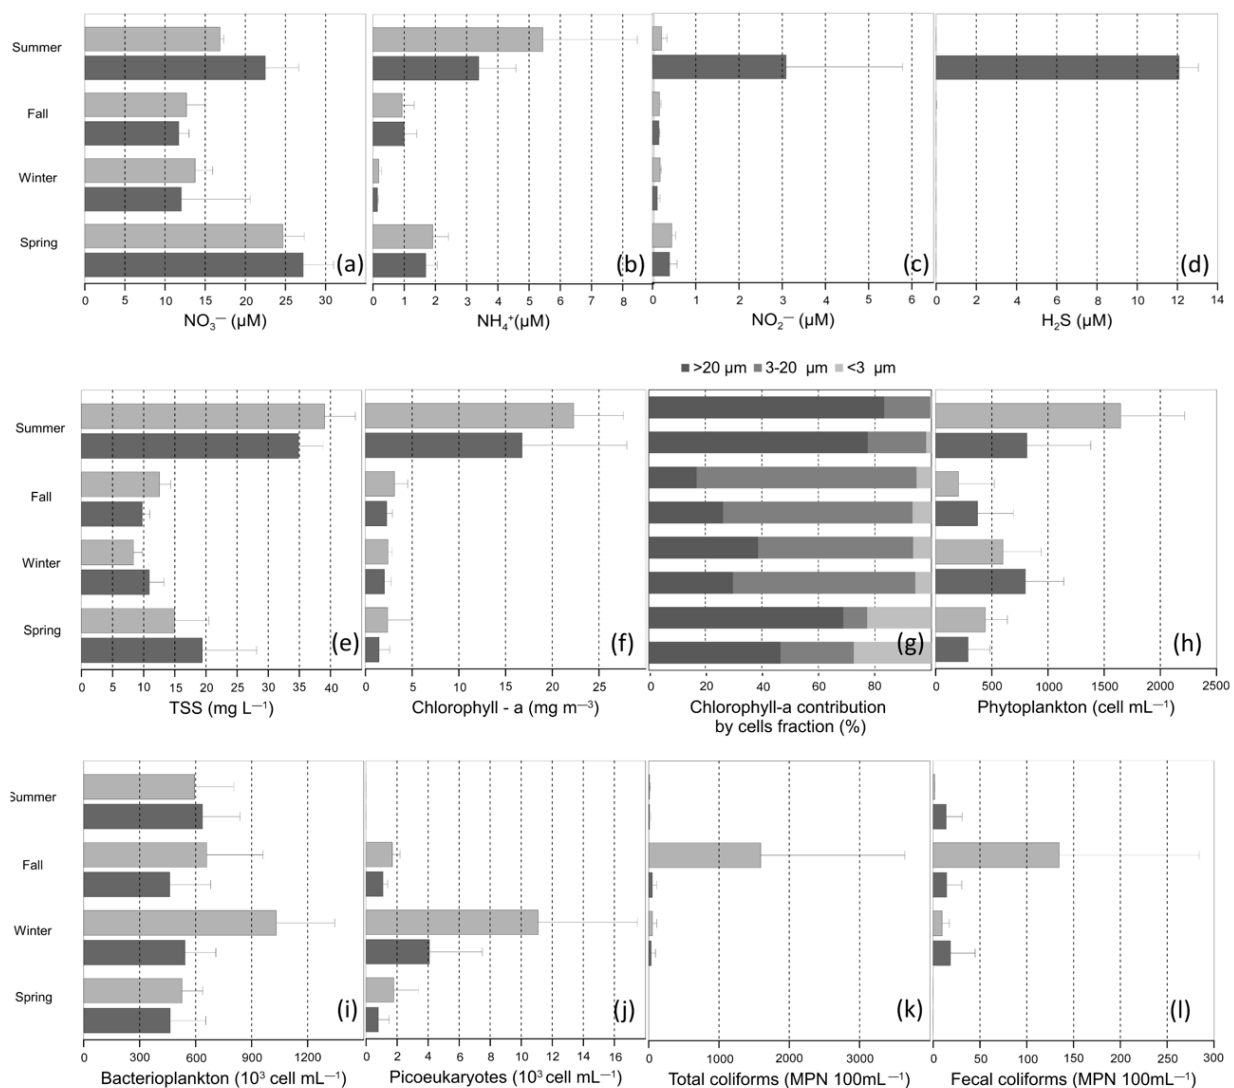 Summer
Fall
Winter
Spring
(a) (b) (c) (d)
0 5 10 15 20 25 30 0 1 2 3 4 5 6 7 8 0 1 2 3 4 5 6 0 2 4 6 8 10 12 14
NO₃⁻ (µM) NH₄⁺(µM) NO₂⁻ (µM) H₂S (µM)
>20 µm 3-20 µm <3 µm
Summer
Fall
Winter
Spring
(e) (f) (g) (h)
0 5 10 15 20 25 30 35 40 0 5 10 15 20 25 0 20 40 60 80 0 500 1000 1500 2000 2500
TSS (mg L⁻¹) Chlorophyll - a (mg m⁻³) Chlorophyll-a contribution Phytoplankton (cell mL⁻¹)
by cells fraction (%)
Summer
Fall
Winter
Spring
(i) (j) (k) (l)
0 300 600 900 1200 0 2 4 6 8 10 12 14 16 0 1000 2000 3000 0 50 100 150 200 250 300
Bacterioplankton (10³ cell mL⁻¹) Picoeukaryotes (10³ cell mL⁻¹) Total coliforms (MPN 100mL⁻¹) Fecal coliforms (MPN 100mL⁻¹)